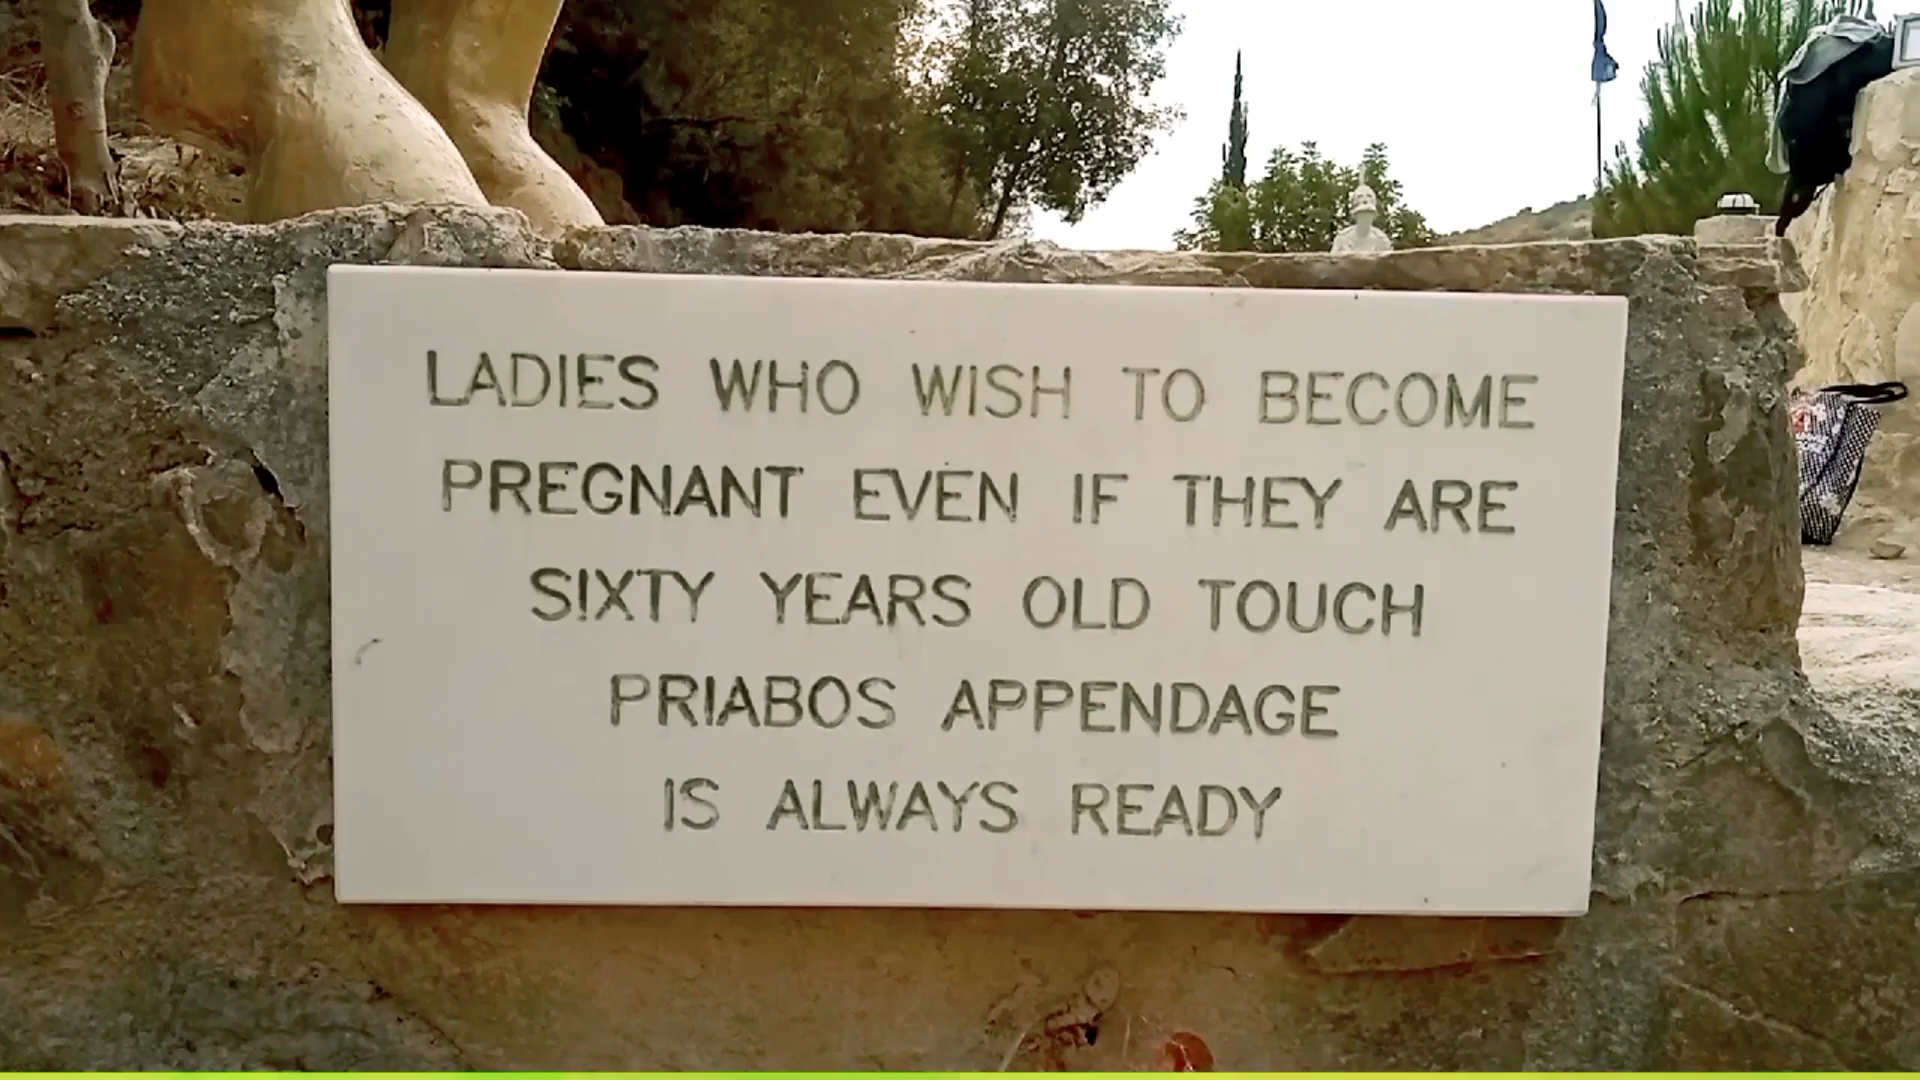 LADIES WHO WISH TO BECOME
PREGNANT EVEN IF THEY ARE
SIXTY YEARS OLD TOUCH
PRIABOS APPENDAGE
IS ALWAYS READY